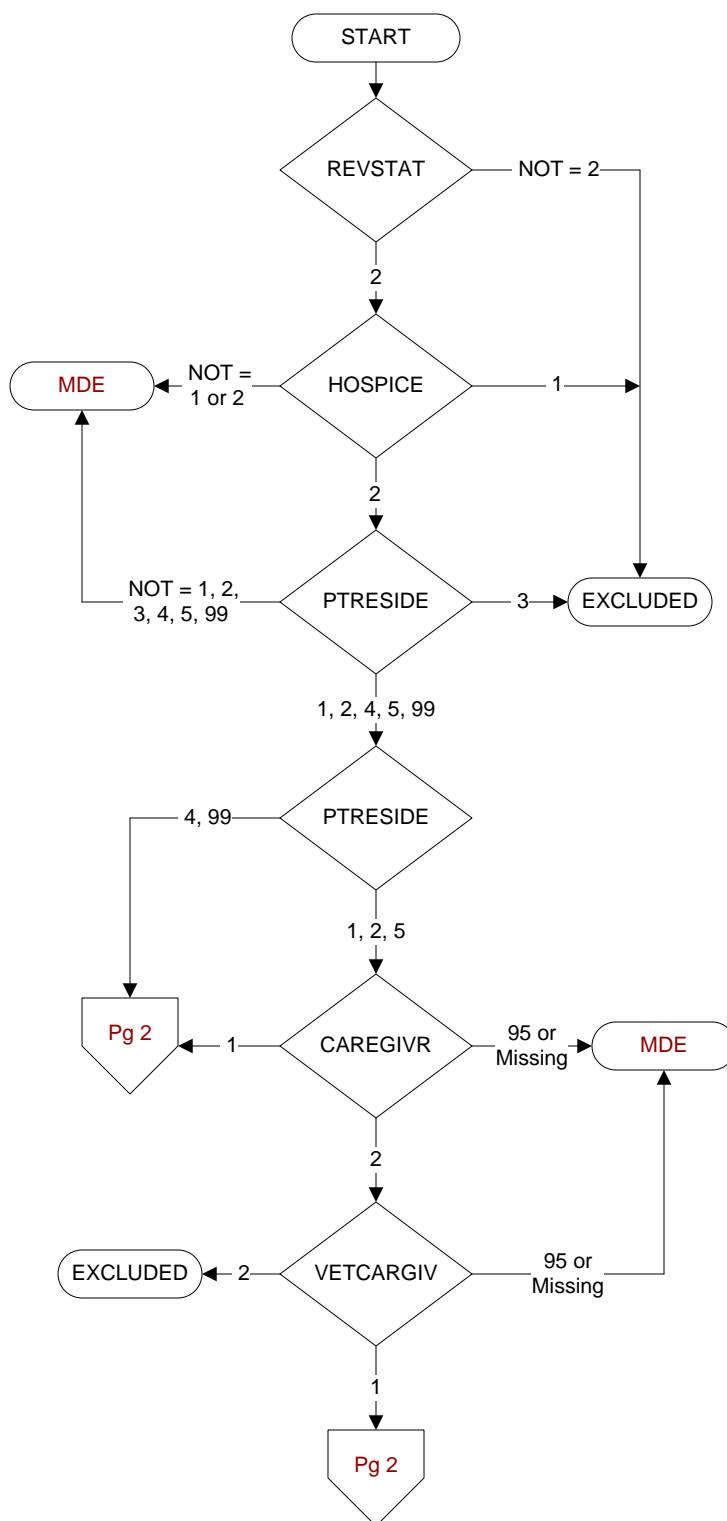 START
REVSTAT
NOT = 2
2
MDE
NOT =
1 or 2
HOSPICE
1
2
NOT = 1, 2,
3, 4, 5, 99
PTRESIDE
3
EXCLUDED
1, 2, 4, 5, 99
4, 99
PTRESIDE
1, 2, 5
Pg 2
1
CAREGIVR
95 or
Missing
MDE
2
EXCLUDED
2
VETCARGIV
95 or
Missing
1
Pg 2